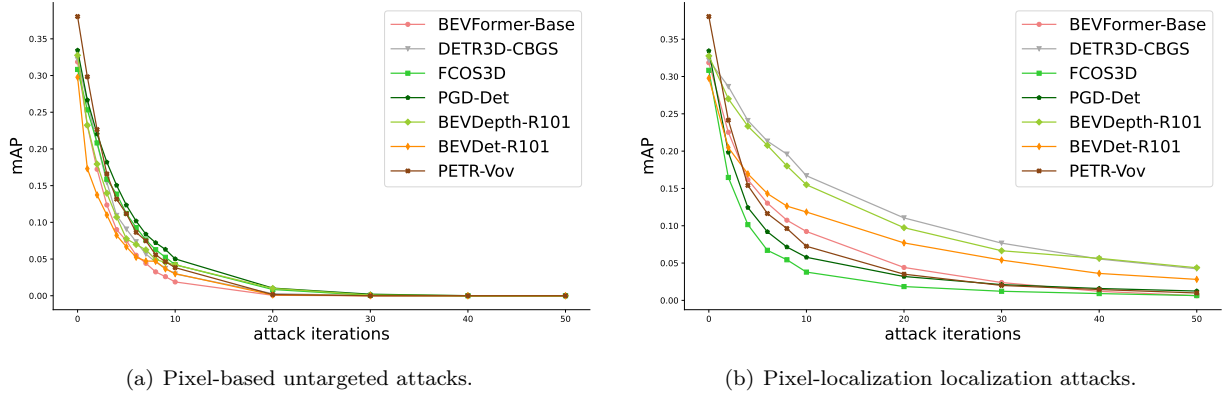 0.35
0.30
0.25
0.20
0.15
0.10
0.05
0.00
mAP
0 10 20 30 40 50
attack iterations
BEVFormer-Base
DETR3D-CBGS
FCOS3D
PGD-Det
BEVDepth-R101
BEVDet-R101
PETR-Vov
(a) Pixel-based untargeted attacks.
0.35
0.30
0.25
0.20
0.15
0.10
0.05
0.00
mAP
0 10 20 30 40 50
attack iterations
BEVFormer-Base
DETR3D-CBGS
FCOS3D
PGD-Det
BEVDepth-R101
BEVDet-R101
PETR-Vov
(b) Pixel-localization localization attacks.